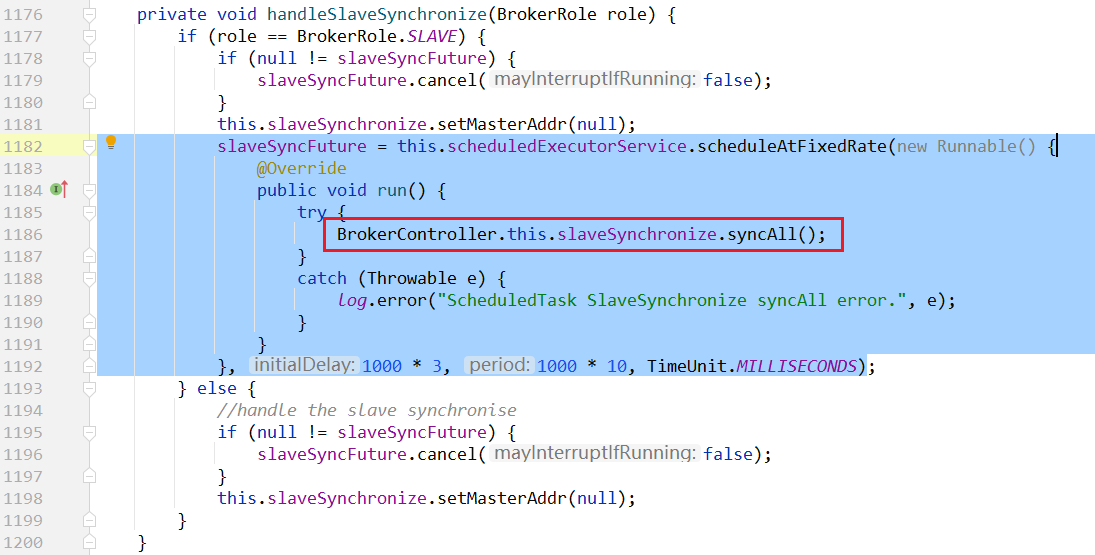 1176 private void handleSlaveSynchronize(BrokerRole role) {
1177 if (role == BrokerRole.SLAVE) {
1178 if (null != slaveSyncFuture) {
1179 slaveSyncFuture.cancel( mayInterruptIfRunning: false);
1180 }
1181 this.slaveSynchronize.setMasterAddr(null);
1182 slaveSyncFuture = this.scheduledExecutorService.scheduleAtFixedRate(new Runnable() {
1183 @Override
1184 public void run() {
1185 try {
1186 BrokerController.this.slaveSynchronize.syncAll();
1187 }
1188 catch (Throwable e) {
1189 log.error("ScheduledTask SlaveSynchronize syncAll error.", e);
1190 }
1191 }
1192 }, initialDelay: 1000 * 3, period: 1000 * 10, TimeUnit.MILLISECONDS);
1193 } else {
1194 //handle the slave synchronise
1195 if (null != slaveSyncFuture) {
1196 slaveSyncFuture.cancel( mayInterruptIfRunning: false);
1197 }
1198 this.slaveSynchronize.setMasterAddr(null);
1199 }
1200 }